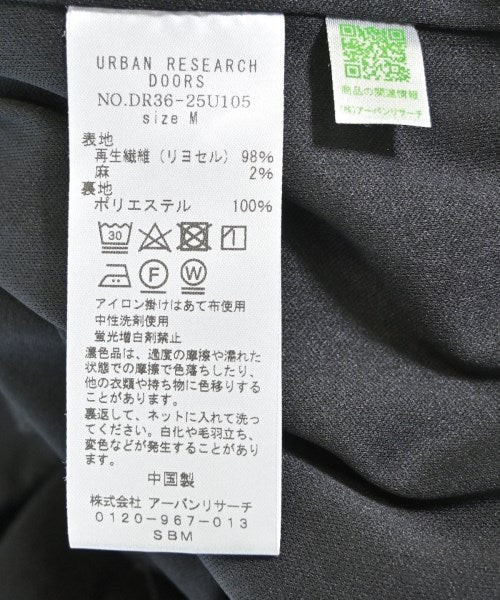 URBAN RESEARCH
DOORS
NO.DR36-25U105
size M
表地
再生繊維(リヨセル) 98%
麻 2%
裏地
ポリエステル 100%
30
F W
アイロン掛けはあて布使用
中性洗剤使用
蛍光増白剤禁止
濃色品は、過度の摩擦や濡れた
状態での摩擦で色落ちしたり、
他の衣類や持ち物に色移りする
ことがあります。
裏返して、ネットに入れて洗っ
てください。白化や毛羽立ち、
変色などが発生することがあり
ます。
中国製
株式会社 アーバンリサーチ
0120-967-013
SBM
商品の関連情報
(株)アーバンリサーチ